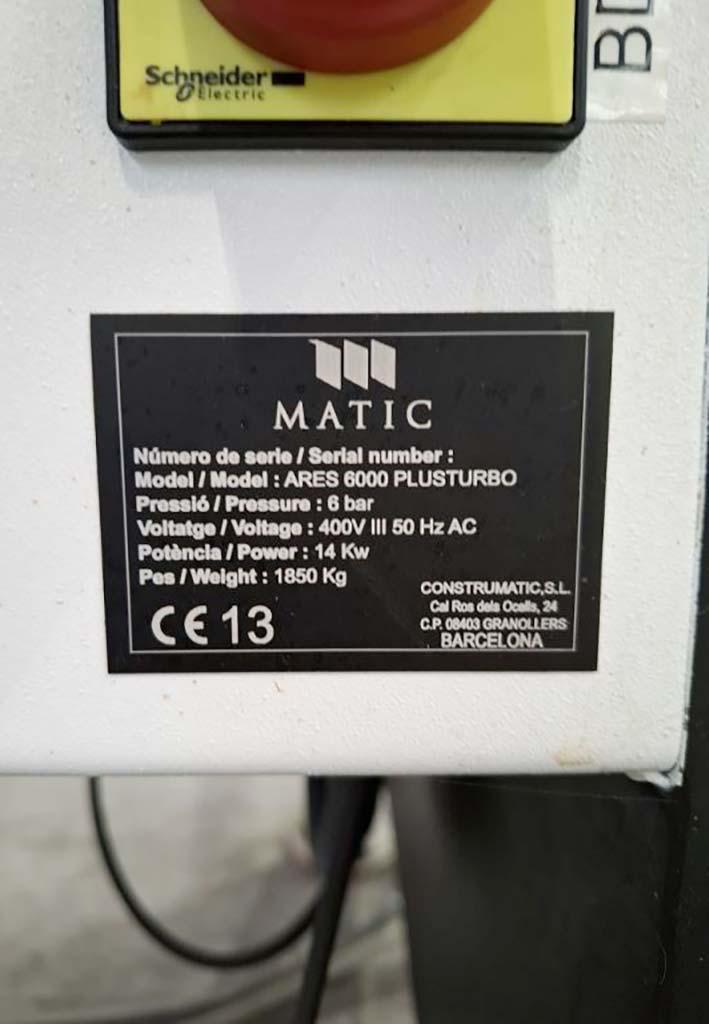 Schneider
Electric
MATIC
Número de serie / Serial number :
Model / Model : ARES 6000 PLUSTURBO
Pressió / Pressure : 6 bar
Voltatge / Voltage : 400V III 50 Hz AC
Potència / Power : 14 Kw
Pes / Weight : 1850 Kg
CE 13
CONSTRUMATIC,S.L.
Cal Ros dels Ocells, 24
C.P. 08403 GRANOLLERS
BARCELONA